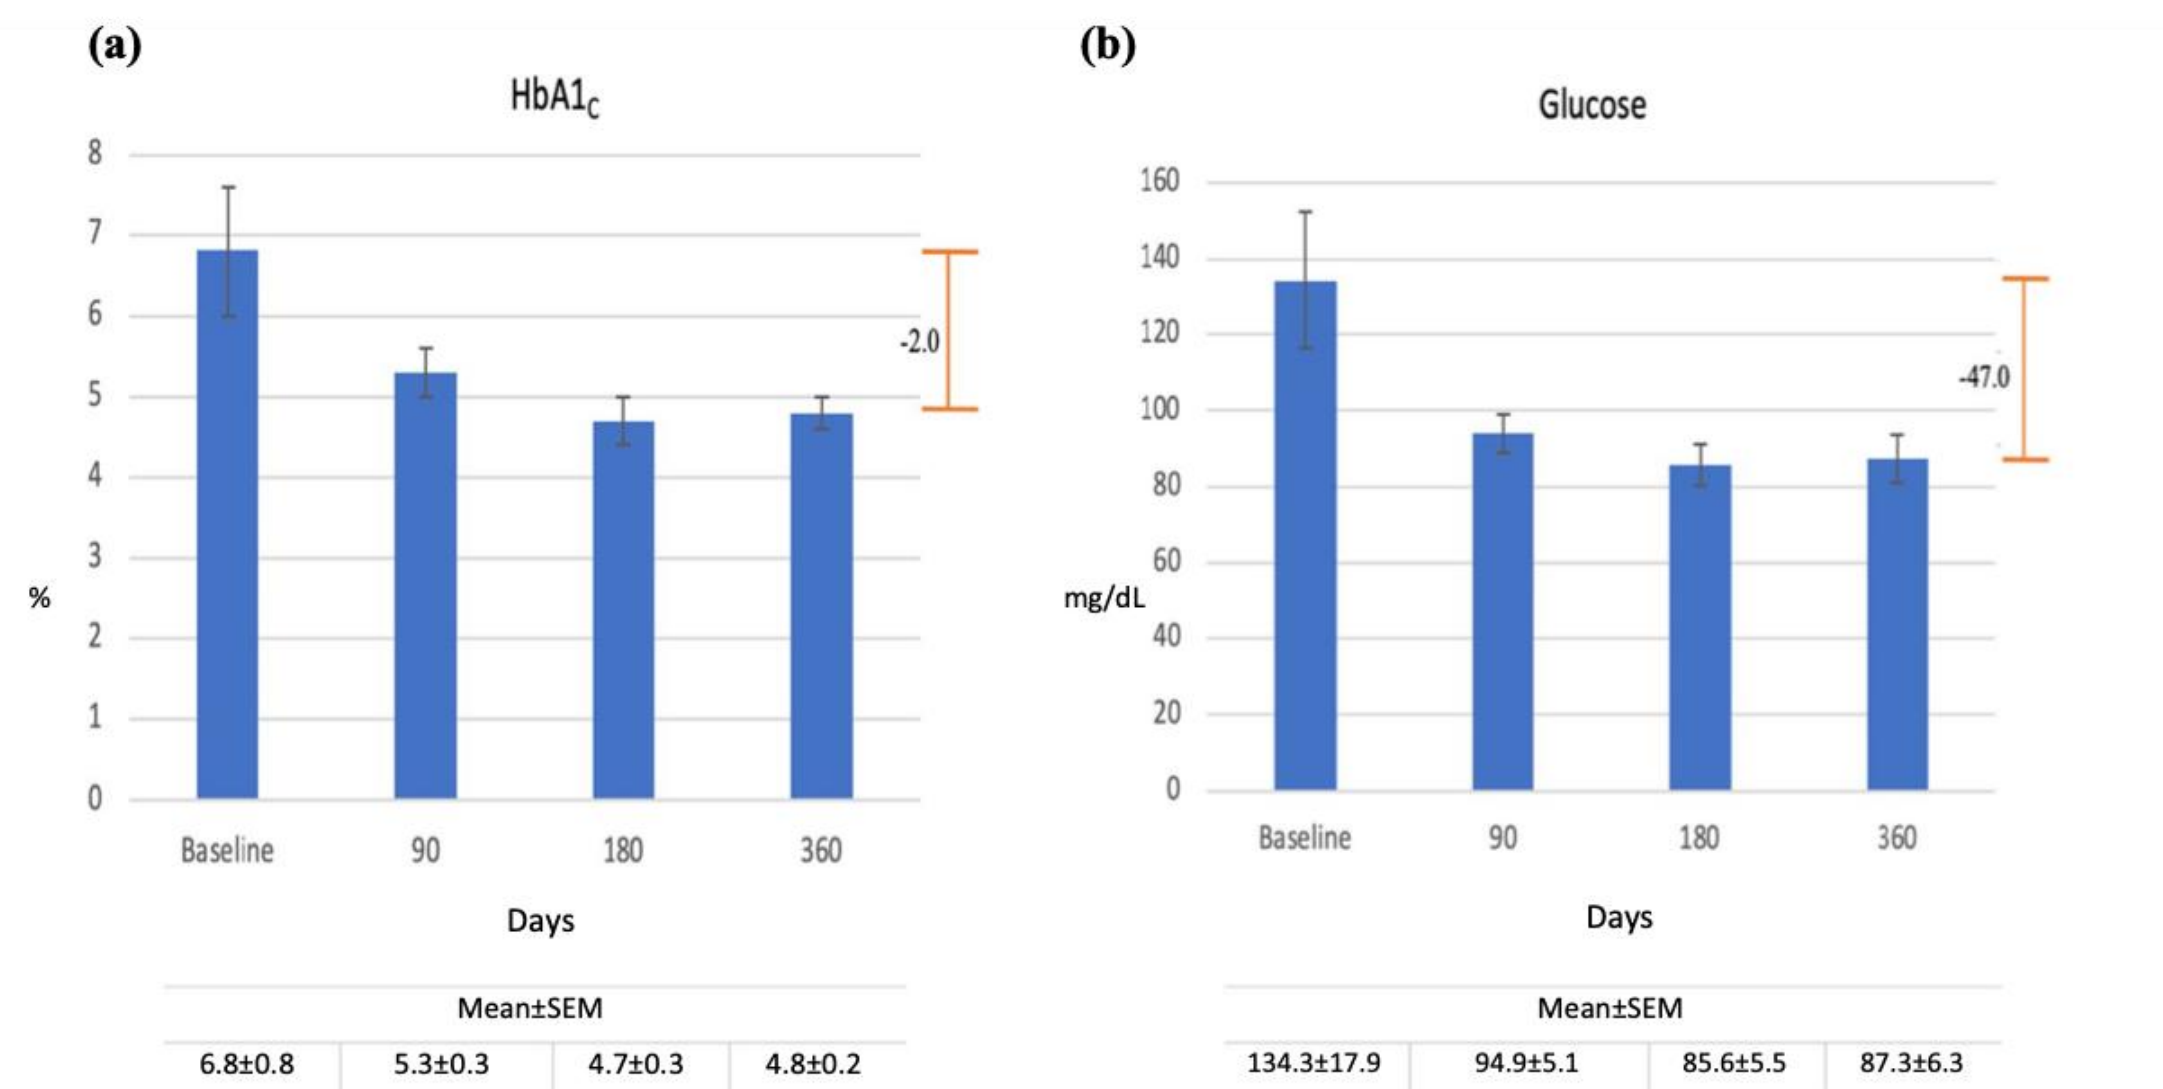 (a)
HbA1c
8
7
6
5
4
3
2
1
0
%
-2.0
Baseline 90 180 360
Days
Mean±SEM
6.8±0.8 5.3±0.3 4.7±0.3 4.8±0.2
(b)
Glucose
160
140
120
100
80
60
40
20
0
mg/dL
-47.0
Baseline 90 180 360
Days
Mean±SEM
134.3±17.9 94.9±5.1 85.6±5.5 87.3±6.3